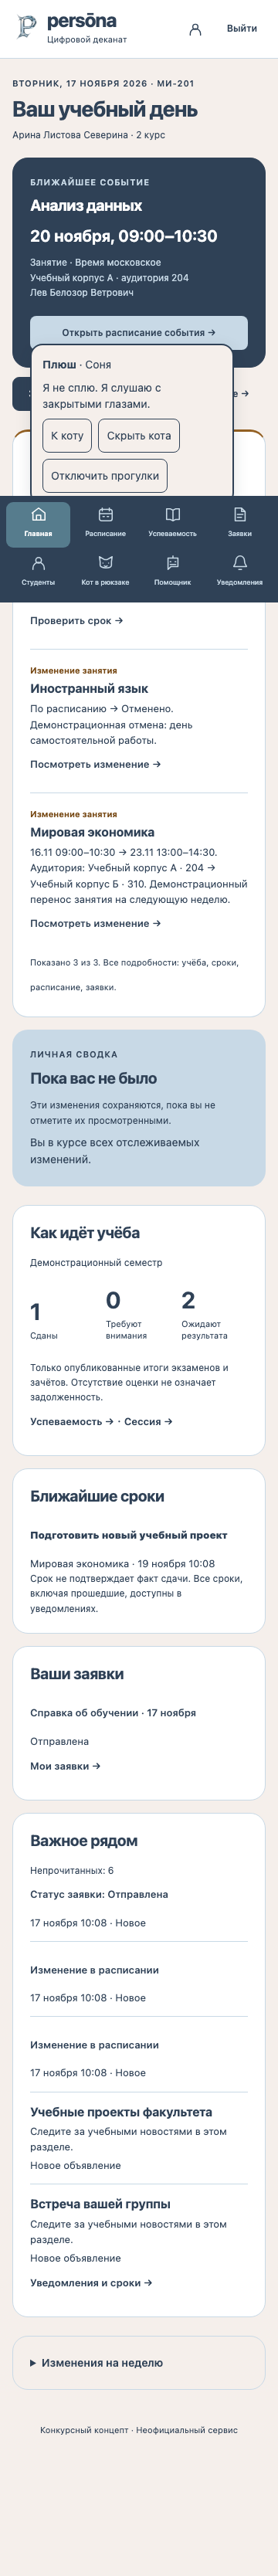 persōna
Цифровой деканат
Выйти
ВТОРНИК, 17 НОЯБРЯ 2026 · МИ-201
Ваш учебный день
Арина Листова Северина · 2 курс
БЛИЖАЙШЕЕ СОБЫТИЕ
Анализ данных
20 ноября, 09:00–10:30
Занятие · Время московское
Учебный корпус А · аудитория 204
Лев Белозор Ветрович
Открыть расписание события →
Плюш · Соня
Я не сплю. Я слушаю с
закрытыми глазами.
К коту
Скрыть кота
Отключить прогулки
Главная
Расписание
Успеваемость
Заявки
Студенты
Кот в рюкзаке
Помощник
Уведомления
Проверить срок →
Изменение занятия
Иностранный язык
По расписанию → Отменено.
Демонстрационная отмена: день
самостоятельной работы.
Посмотреть изменение →
Изменение занятия
Мировая экономика
16.11 09:00–10:30 → 23.11 13:00–14:30.
Аудитория: Учебный корпус А · 204 →
Учебный корпус Б · 310. Демонстрационный
перенос занятия на следующую неделю.
Посмотреть изменение →
Показано 3 из 3. Все подробности: учёба, сроки,
расписание, заявки.
ЛИЧНАЯ СВОДКА
Пока вас не было
Эти изменения сохраняются, пока вы не
отметите их просмотренными.
Вы в курсе всех отслеживаемых
изменений.
Как идёт учёба
Демонстрационный семестр
1
Сданы
0
Требуют
внимания
2
Ожидают
результата
Только опубликованные итоги экзаменов и
зачётов. Отсутствие оценки не означает
задолженность.
Успеваемость → · Сессия →
Ближайшие сроки
Подготовить новый учебный проект
Мировая экономика · 19 ноября 10:08
Срок не подтверждает факт сдачи. Все сроки,
включая прошедшие, доступны в
уведомлениях.
Ваши заявки
Справка об обучении · 17 ноября
Отправлена
Мои заявки →
Важное рядом
Непрочитанных: 6
Статус заявки: Отправлена
17 ноября 10:08 · Новое
Изменение в расписании
17 ноября 10:08 · Новое
Изменение в расписании
17 ноября 10:08 · Новое
Учебные проекты факультета
Следите за учебными новостями в этом
разделе.
Новое объявление
Встреча вашей группы
Следите за учебными новостями в этом
разделе.
Новое объявление
Уведомления и сроки →
Изменения на неделю
Конкурсный концепт · Неофициальный сервис